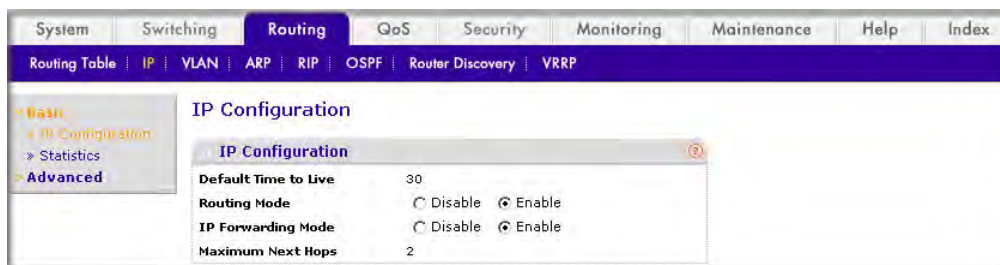 System Switching Routing QoS Security Monitoring Maintenance Help Index
Routing Table IP VLAN ARP RIP OSPF Router Discovery VRRP
Basic
» IP Configuration
» Statistics
Advanced
IP Configuration
IP Configuration
Default Time to Live 30
Routing Mode Disable Enable
IP Forwarding Mode Disable Enable
Maximum Next Hops 2